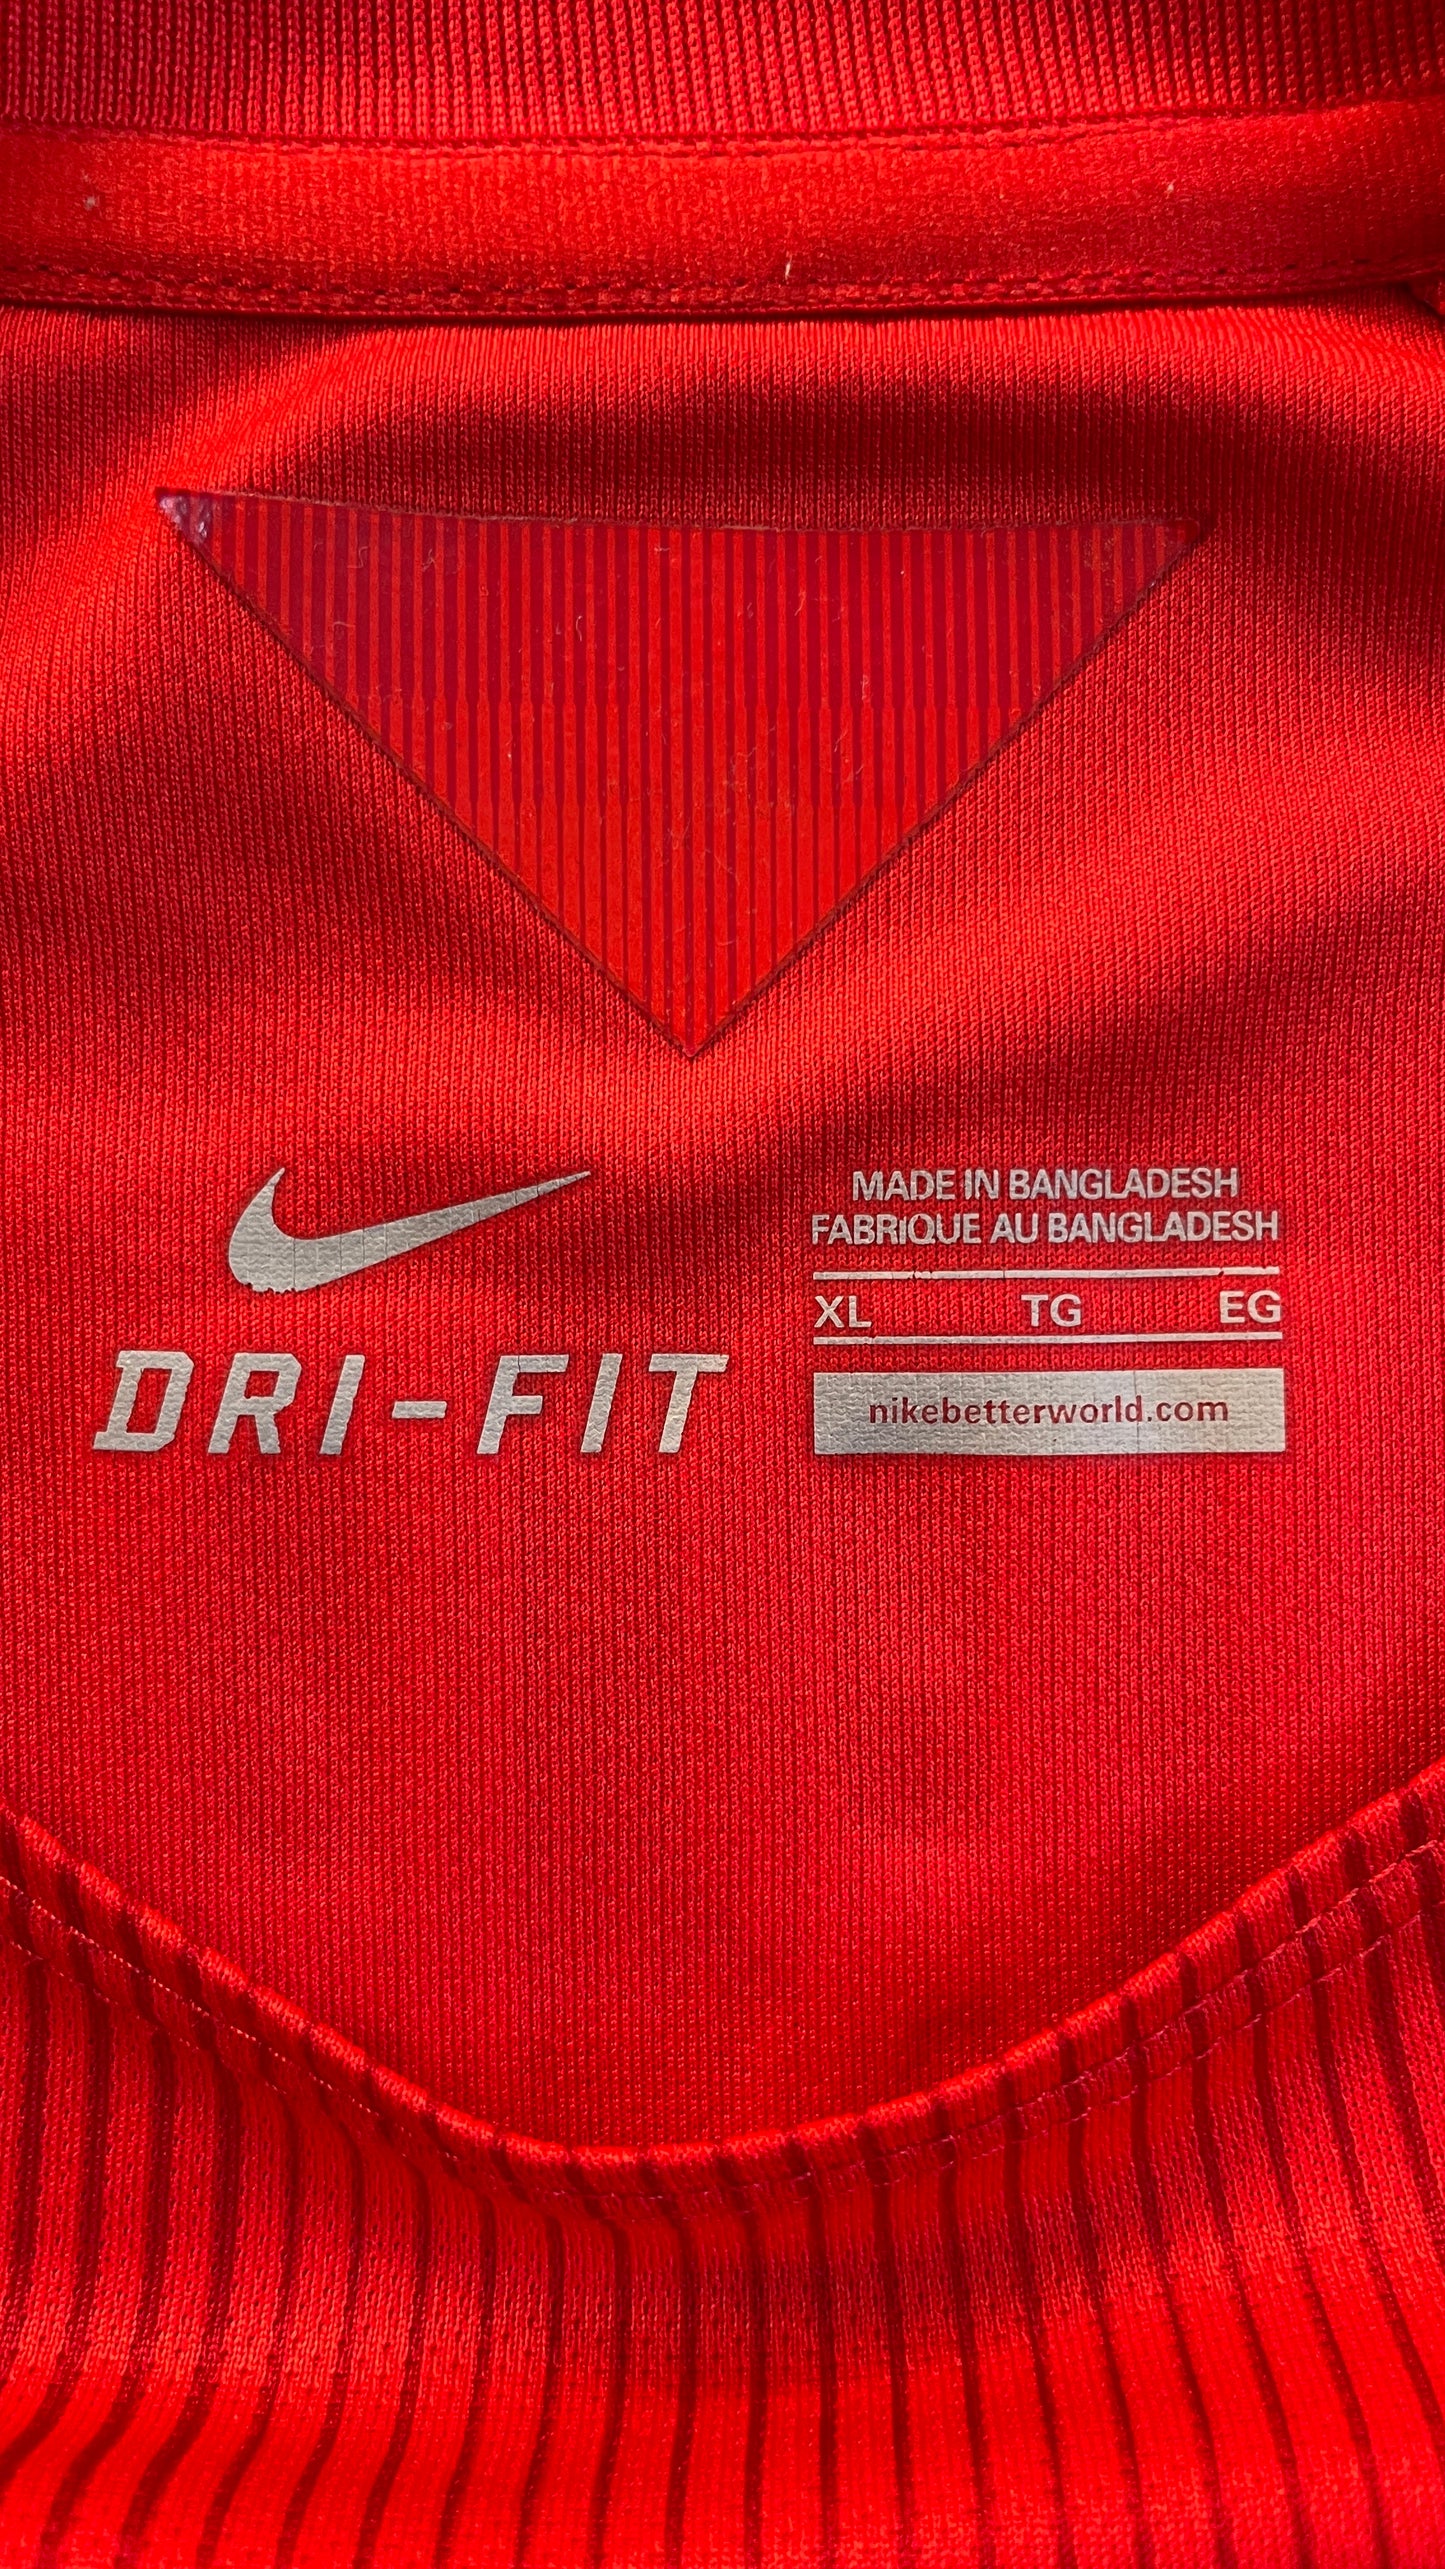 DRI-FIT
MADE IN BANGLADESH
FABRIQUE AU BANGLADESH
XL TG EG
nikebetterworld.com